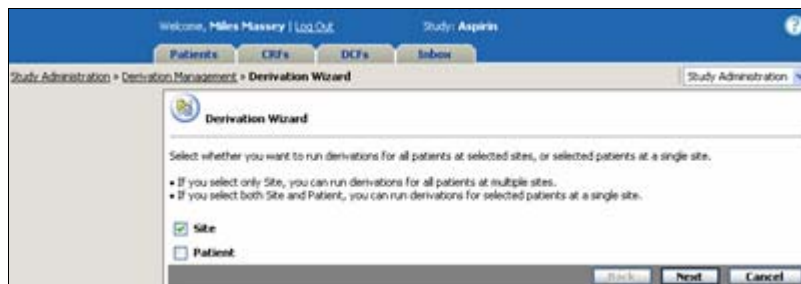 Welcome, Miles Massey | Log Out Study: Aspirin ?
Patients CRFs DCFs Inbox
Study Administration » Derivation Management » Derivation Wizard Study Administration
Derivation Wizard
Select whether you want to run derivations for all patients at selected sites, or selected patients at a single site.
• If you select only Site, you can run derivations for all patients at multiple sites.
• If you select both Site and Patient, you can run derivations for selected patients at a single site.
Site
Patient
Back Next Cancel